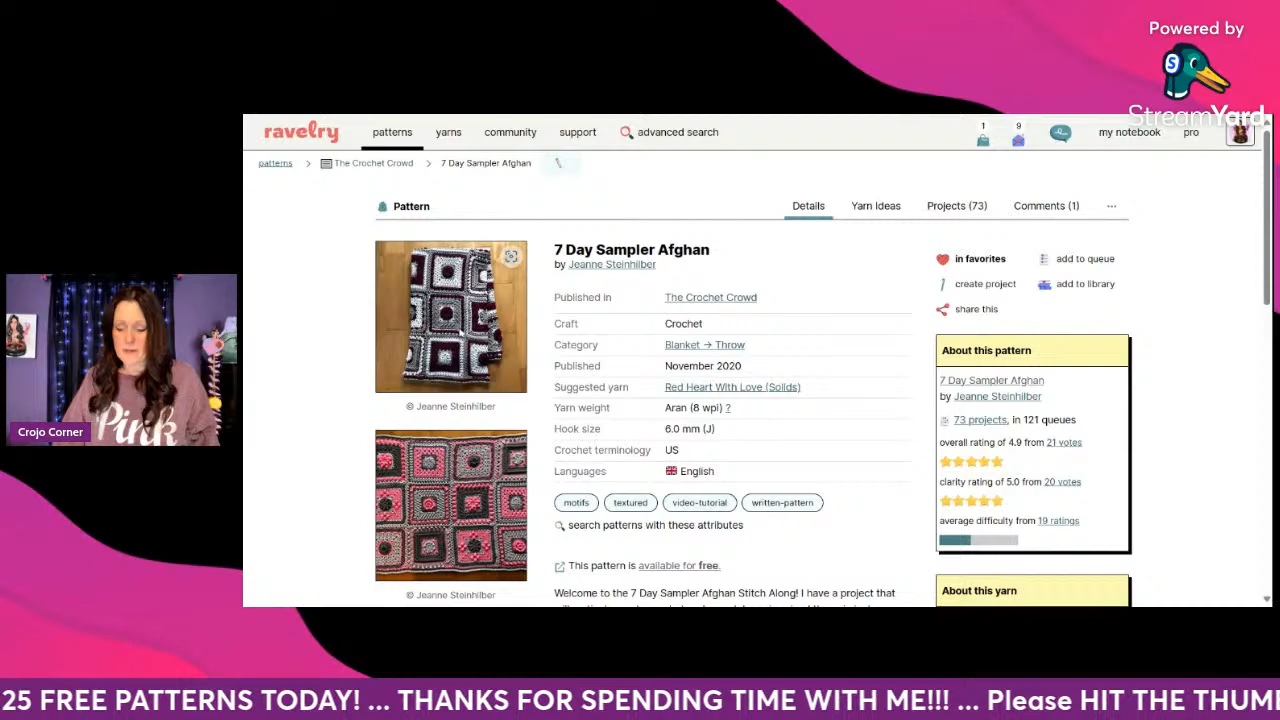 Powered by
StreamYard
ravelry
patterns yarns community support advanced search
1 9
my notebook pro
patterns > The Crochet Crowd > 7 Day Sampler Afghan
Pattern
Details Yarn Ideas Projects (73) Comments (1) ...
7 Day Sampler Afghan
by Jeanne Steinhilber
Published in The Crochet Crowd
Craft Crochet
Category Blanket → Throw
Published November 2020
Suggested yarn Red Heart With Love (Solids)
Yarn weight Aran (8 wpi) ?
Hook size 6.0 mm (J)
Crochet terminology US
Languages English
motifs textured video-tutorial written-pattern
search patterns with these attributes
This pattern is available for free.
Welcome to the 7 Day Sampler Afghan Stitch Along! I have a project that
© Jeanne Steinhilber
© Jeanne Steinhilber
in favorites add to queue
create project add to library
share this
About this pattern
7 Day Sampler Afghan
by Jeanne Steinhilber
73 projects, in 121 queues
overall rating of 4.9 from 21 votes
clarity rating of 5.0 from 20 votes
average difficulty from 19 ratings
About this yarn
Pink
Crojo Corner
25 FREE PATTERNS TODAY! ... THANKS FOR SPENDING TIME WITH ME!!! ... Please HIT THE THUM